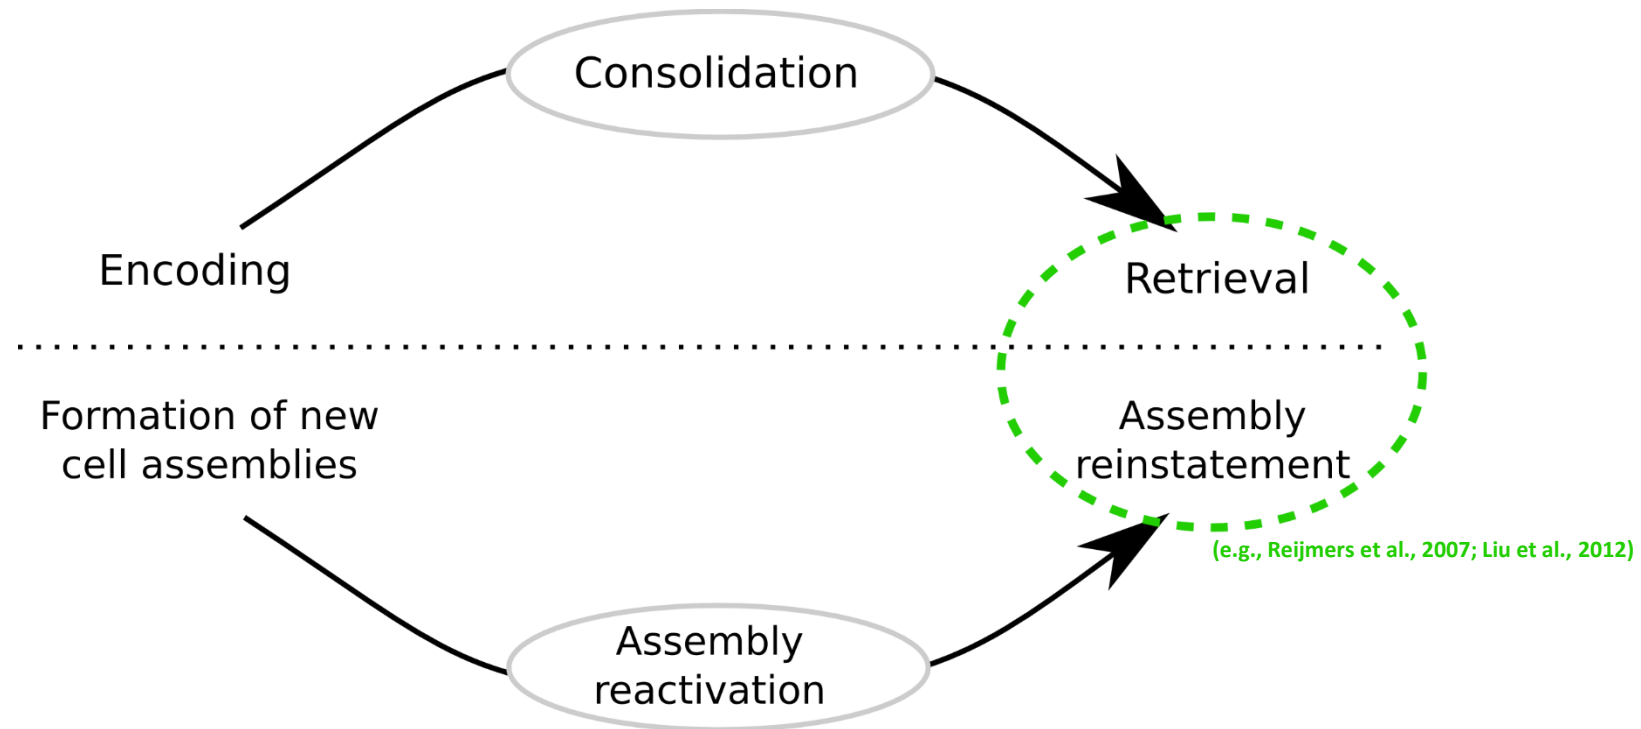 Consolidation
Encoding
Retrieval
Formation of new
cell assemblies
Assembly
reinstatement
(e.g., Reijmers et al., 2007; Liu et al., 2012)
Assembly
reactivation